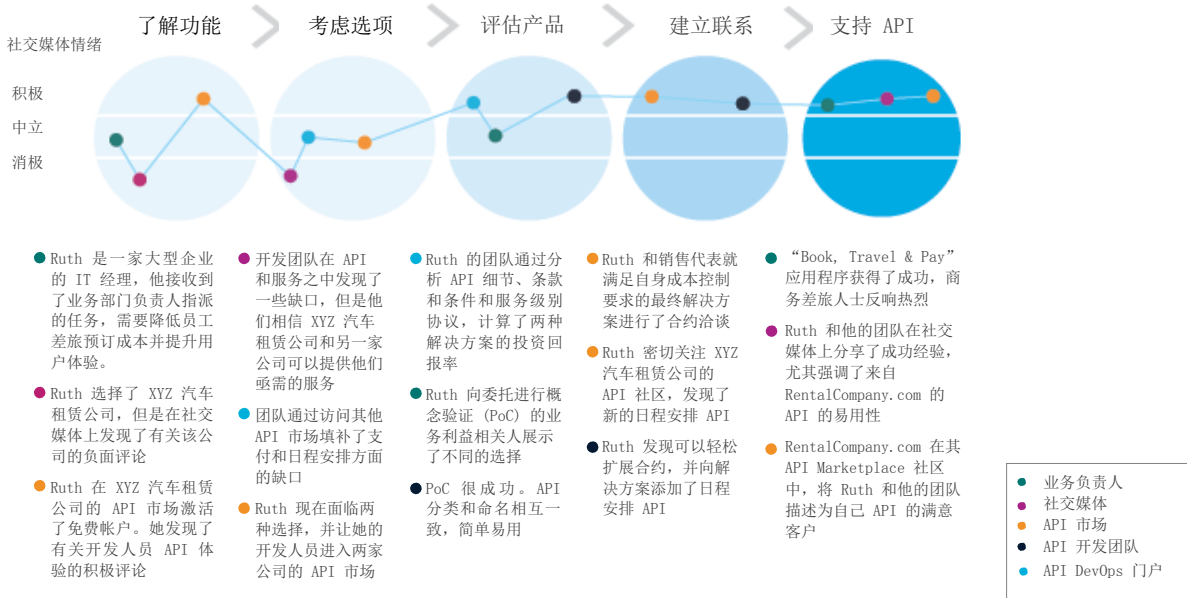 了解功能
考虑选项
评估产品
建立联系
支持 API
社交媒体情绪
积极
中立
消极
Ruth 是一家大型企业
的 IT 经理，他接收到
了业务部门负责人指派
的任务，需要降低员工
差旅预订成本并提升用
户体验。
Ruth 选择了 XYZ 汽车
租赁公司，但是在社交
媒体上发现了有关该公
司的负面评论
Ruth 在 XYZ 汽车租赁
公司的 API 市场激活
了免费帐户。她发现了
有关开发人员 API 体
验的积极评论
开发团队在 API
和服务之中发现了
一些缺口，但是他
们相信 XYZ 汽车
租赁公司和另一家
公司可以提供他们
亟需的服务
团队通过访问其他
API 市场填补了支
付和日程安排方面
的缺口
Ruth 现在面临两
种选择，并让她的
开发人员进入两家
公司的 API 市场
Ruth 的团队通过分
析 API 细节、条款
和条件和服务级别
协议，计算了两种
解决方案的投资回
报率
Ruth 向委托进行概
念验证 (PoC) 的业
务利益相关人展示
了不同的选择
PoC 很成功。API
分类和命名相互一
致，简单易用
Ruth 和销售代表就
满足自身成本控制
要求的最终解决方
案进行了合约洽谈
Ruth 密切关注 XYZ
汽车租赁公司的
API 社区，发现了
新的日程安排 API
Ruth 发现可以轻松
扩展合约，并向解
决方案添加了日程
安排 API
“Book, Travel & Pay”
应用程序获得了成功，商
务差旅人士反响热烈
Ruth 和他的团队在社交
媒体上分享了成功经验，
尤其强调了来自
RentalCompany.com 的
API 的易用性
RentalCompany.com 在其
API Marketplace 社区
中，将 Ruth 和他的团队
描述为自己 API 的满意
客户
业务负责人
社交媒体
API 市场
API 开发团队
API DevOps 门户